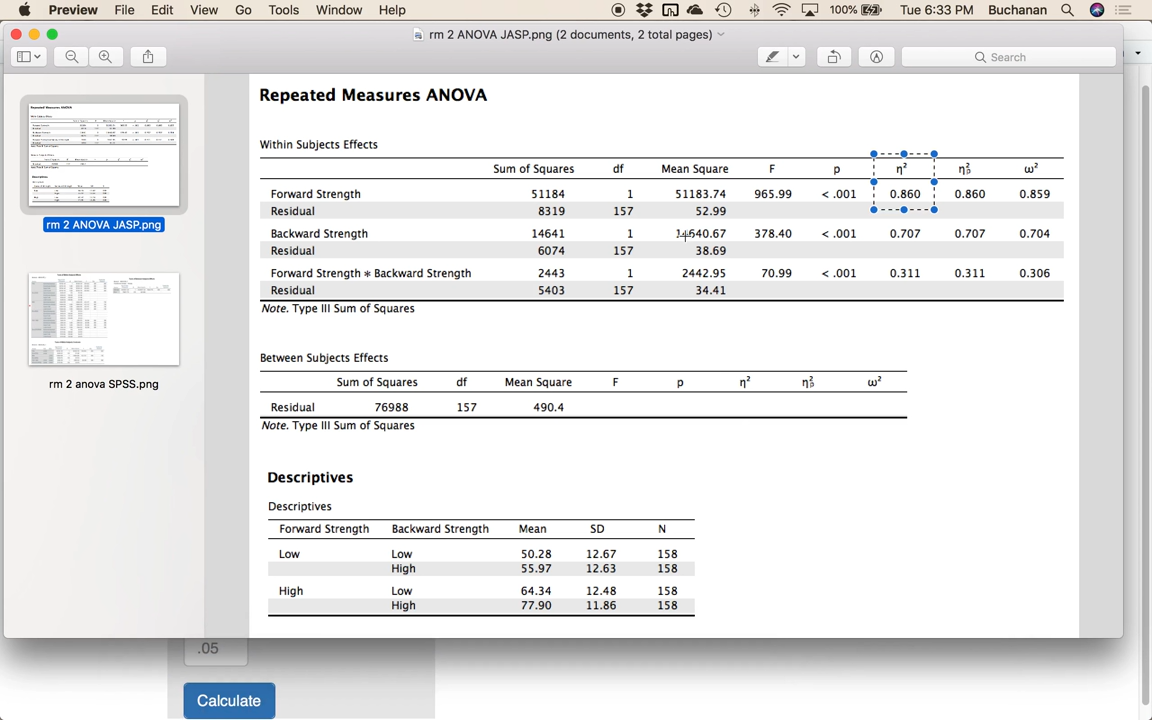 Preview File Edit View Go Tools Window Help 100% Tue 6:33 PM Buchanan
rm 2 ANOVA JASP.png (2 documents, 2 total pages)
Search
rm 2 ANOVA JASP.png
rm 2 anova SPSS.png
Repeated Measures ANOVA
Within Subjects Effects
Sum of Squares df Mean Square F p η² η²p ω²
Forward Strength 51184 1 51183.74 965.99 < .001 0.860 0.860 0.859
Residual 8319 157 52.99
Backward Strength 14641 1 14640.67 378.40 < .001 0.707 0.707 0.704
Residual 6074 157 38.69
Forward Strength * Backward Strength 2443 1 2442.95 70.99 < .001 0.311 0.311 0.306
Residual 5403 157 34.41
Note. Type III Sum of Squares
Between Subjects Effects
Sum of Squares df Mean Square F p η² η²p ω²
Residual 76988 157 490.4
Note. Type III Sum of Squares
Descriptives
Descriptives
Forward Strength Backward Strength Mean SD N
Low Low 50.28 12.67 158
High 55.97 12.63 158
High Low 64.34 12.48 158
High 77.90 11.86 158
.05
Calculate